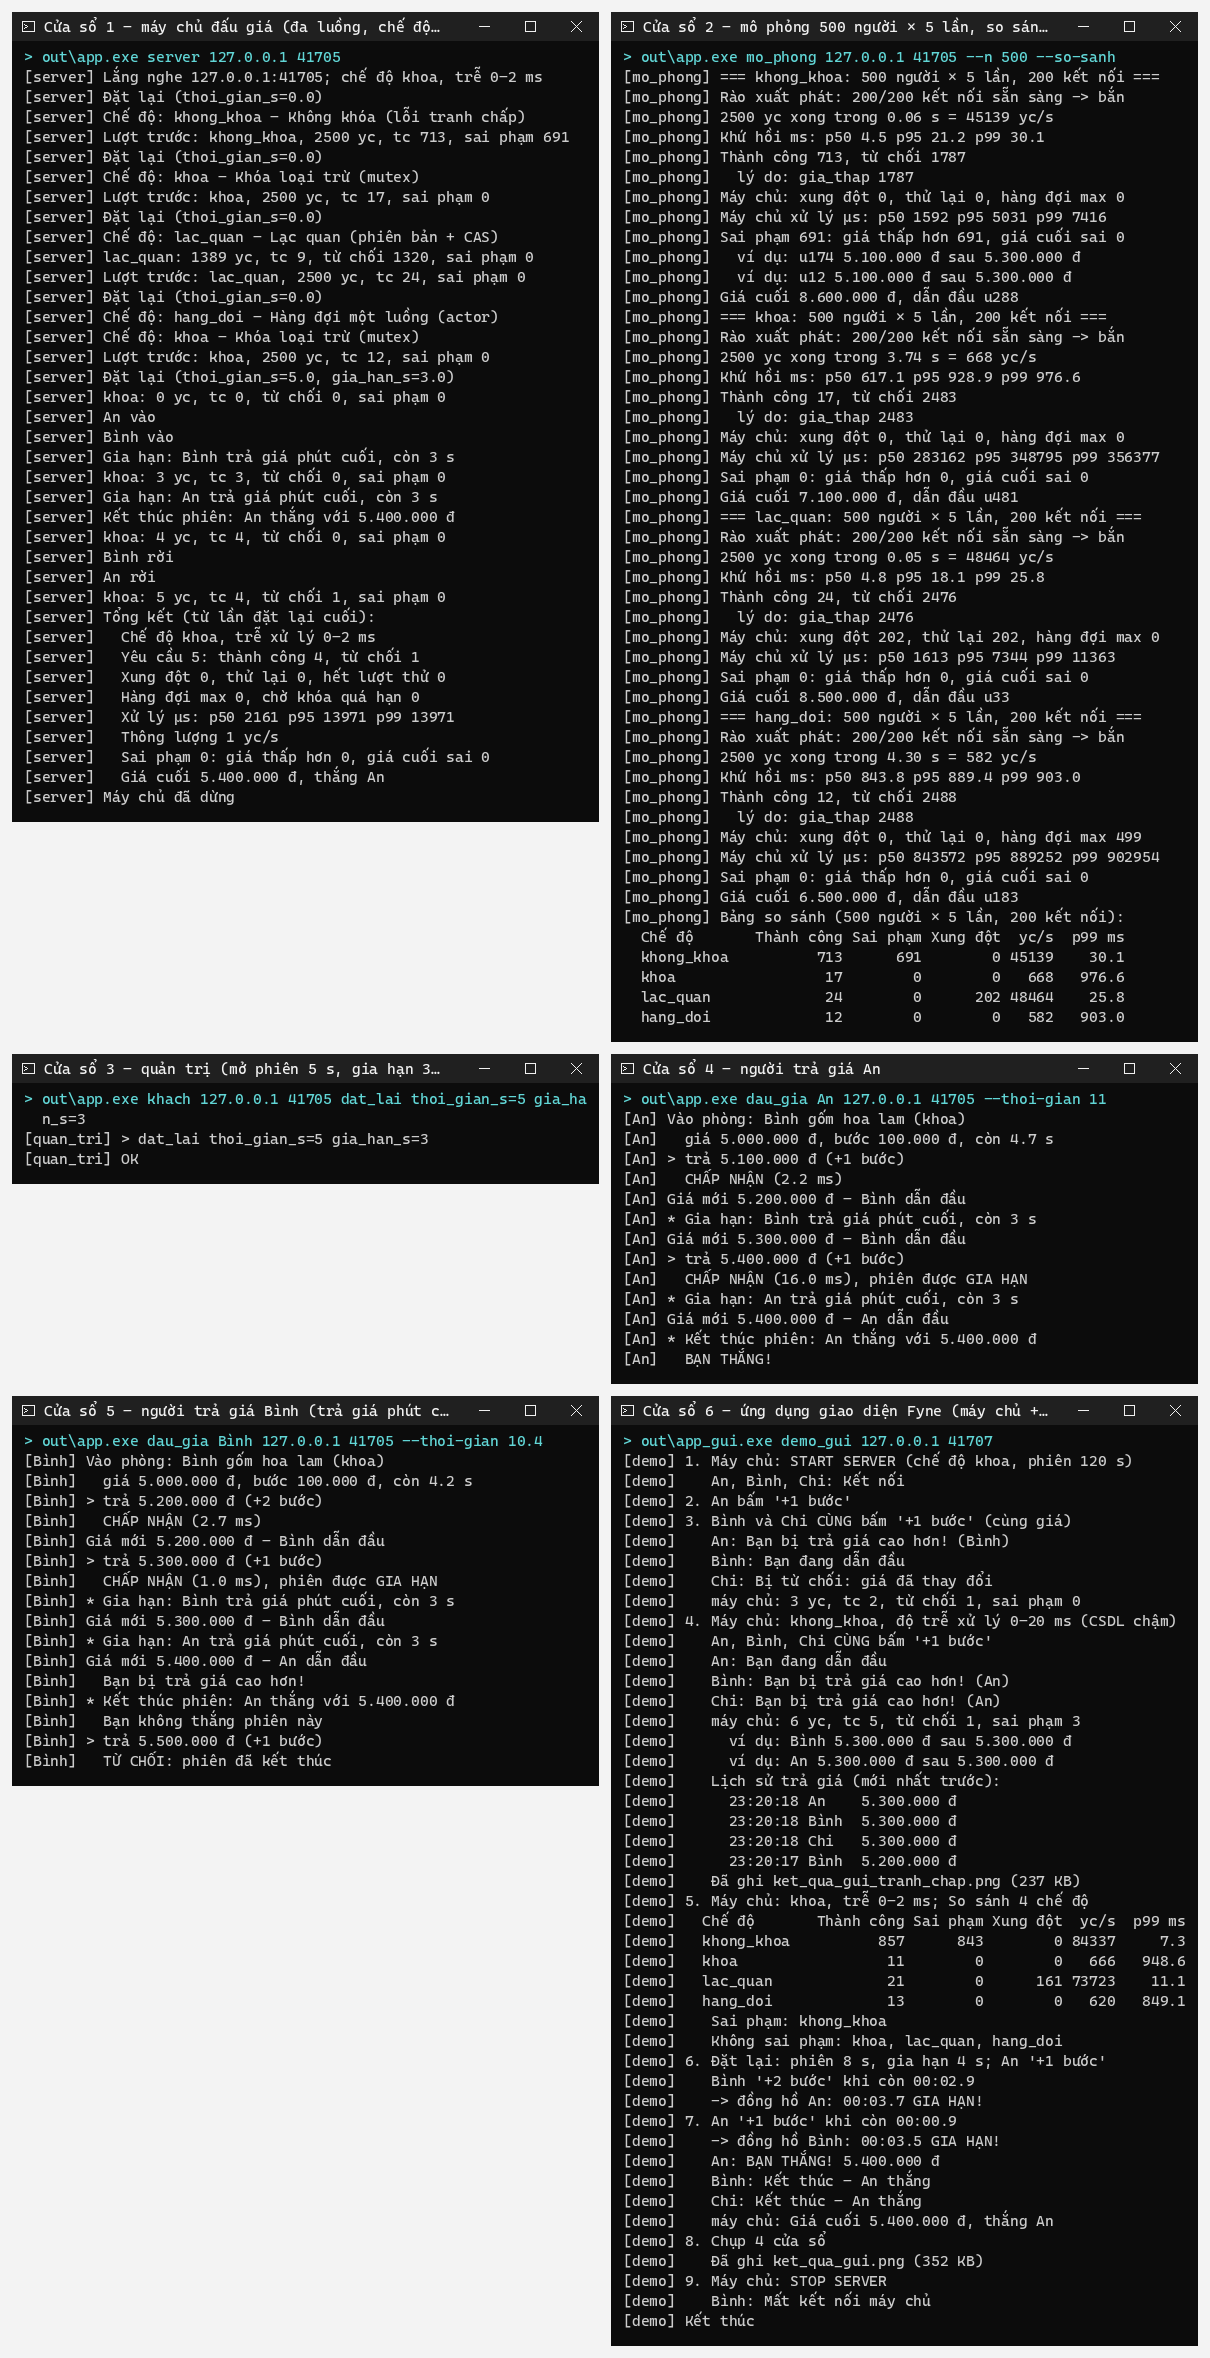 Cửa sổ 1 – máy chủ đấu giá (đa luồng, chế độ…
> out\app.exe server 127.0.0.1 41705
[server] Lắng nghe 127.0.0.1:41705; chế độ khoa, trễ 0–2 ms
[server] Đặt lại (thoi_gian_s=0.0)
[server] Chế độ: khong_khoa – Không khóa (lỗi tranh chấp)
[server] Lượt trước: khong_khoa, 2500 yc, tc 713, sai phạm 691
[server] Đặt lại (thoi_gian_s=0.0)
[server] Chế độ: khoa – Khóa loại trừ (mutex)
[server] Lượt trước: khoa, 2500 yc, tc 17, sai phạm 0
[server] Đặt lại (thoi_gian_s=0.0)
[server] Chế độ: lac_quan – Lạc quan (phiên bản + CAS)
[server] lac_quan: 1389 yc, tc 9, từ chối 1320, sai phạm 0
[server] Lượt trước: lac_quan, 2500 yc, tc 24, sai phạm 0
[server] Đặt lại (thoi_gian_s=0.0)
[server] Chế độ: hang_doi – Hàng đợi một luồng (actor)
[server] Chế độ: khoa – Khóa loại trừ (mutex)
[server] Lượt trước: khoa, 2500 yc, tc 12, sai phạm 0
[server] Đặt lại (thoi_gian_s=5.0, gia_han_s=3.0)
[server] khoa: 0 yc, tc 0, từ chối 0, sai phạm 0
[server] An vào
[server] Bình vào
[server] Gia hạn: Bình trả giá phút cuối, còn 3 s
[server] khoa: 3 yc, tc 3, từ chối 0, sai phạm 0
[server] Gia hạn: An trả giá phút cuối, còn 3 s
[server] Kết thúc phiên: An thắng với 5.400.000 đ
[server] khoa: 4 yc, tc 4, từ chối 0, sai phạm 0
[server] Bình rời
[server] An rời
[server] khoa: 5 yc, tc 4, từ chối 1, sai phạm 0
[server] Tổng kết (từ lần đặt lại cuối):
[server]   Chế độ khoa, trễ xử lý 0–2 ms
[server]   Yêu cầu 5: thành công 4, từ chối 1
[server]   Xung đột 0, thử lại 0, hết lượt thử 0
[server]   Hàng đợi max 0, chờ khóa quá hạn 0
[server]   Xử lý µs: p50 2161 p95 13971 p99 13971
[server]   Thông lượng 1 yc/s
[server]   Sai phạm 0: giá thấp hơn 0, giá cuối sai 0
[server]   Giá cuối 5.400.000 đ, thắng An
[server] Máy chủ đã dừng
Cửa sổ 2 – mô phỏng 500 người × 5 lần, so sán…
> out\app.exe mo_phong 127.0.0.1 41705 --n 500 --so-sanh
[mo_phong] === khong_khoa: 500 người × 5 lần, 200 kết nối ===
[mo_phong] Rào xuất phát: 200/200 kết nối sẵn sàng -> bắn
[mo_phong] 2500 yc xong trong 0.06 s = 45139 yc/s
[mo_phong] Khứ hồi ms: p50 4.5 p95 21.2 p99 30.1
[mo_phong] Thành công 713, từ chối 1787
[mo_phong]   lý do: gia_thap 1787
[mo_phong] Máy chủ: xung đột 0, thử lại 0, hàng đợi max 0
[mo_phong] Máy chủ xử lý µs: p50 1592 p95 5031 p99 7416
[mo_phong] Sai phạm 691: giá thấp hơn 691, giá cuối sai 0
[mo_phong]   ví dụ: u174 5.100.000 đ sau 5.300.000 đ
[mo_phong]   ví dụ: u12 5.100.000 đ sau 5.300.000 đ
[mo_phong] Giá cuối 8.600.000 đ, dẫn đầu u288
[mo_phong] === khoa: 500 người × 5 lần, 200 kết nối ===
[mo_phong] Rào xuất phát: 200/200 kết nối sẵn sàng -> bắn
[mo_phong] 2500 yc xong trong 3.74 s = 668 yc/s
[mo_phong] Khứ hồi ms: p50 617.1 p95 928.9 p99 976.6
[mo_phong] Thành công 17, từ chối 2483
[mo_phong]   lý do: gia_thap 2483
[mo_phong] Máy chủ: xung đột 0, thử lại 0, hàng đợi max 0
[mo_phong] Máy chủ xử lý µs: p50 283162 p95 348795 p99 356377
[mo_phong] Sai phạm 0: giá thấp hơn 0, giá cuối sai 0
[mo_phong] Giá cuối 7.100.000 đ, dẫn đầu u481
[mo_phong] === lac_quan: 500 người × 5 lần, 200 kết nối ===
[mo_phong] Rào xuất phát: 200/200 kết nối sẵn sàng -> bắn
[mo_phong] 2500 yc xong trong 0.05 s = 48464 yc/s
[mo_phong] Khứ hồi ms: p50 4.8 p95 18.1 p99 25.8
[mo_phong] Thành công 24, từ chối 2476
[mo_phong]   lý do: gia_thap 2476
[mo_phong] Máy chủ: xung đột 202, thử lại 202, hàng đợi max 0
[mo_phong] Máy chủ xử lý µs: p50 1613 p95 7344 p99 11363
[mo_phong] Sai phạm 0: giá thấp hơn 0, giá cuối sai 0
[mo_phong] Giá cuối 8.500.000 đ, dẫn đầu u33
[mo_phong] === hang_doi: 500 người × 5 lần, 200 kết nối ===
[mo_phong] Rào xuất phát: 200/200 kết nối sẵn sàng -> bắn
[mo_phong] 2500 yc xong trong 4.30 s = 582 yc/s
[mo_phong] Khứ hồi ms: p50 843.8 p95 889.4 p99 903.0
[mo_phong] Thành công 12, từ chối 2488
[mo_phong]   lý do: gia_thap 2488
[mo_phong] Máy chủ: xung đột 0, thử lại 0, hàng đợi max 499
[mo_phong] Máy chủ xử lý µs: p50 843572 p95 889252 p99 902954
[mo_phong] Sai phạm 0: giá thấp hơn 0, giá cuối sai 0
[mo_phong] Giá cuối 6.500.000 đ, dẫn đầu u183
[mo_phong] Bảng so sánh (500 người × 5 lần, 200 kết nối):
Chế độ Thành công Sai phạm Xung đột yc/s p99 ms
khong_khoa 713 691 0 45139 30.1
khoa 17 0 0 668 976.6
lac_quan 24 0 202 48464 25.8
hang_doi 12 0 0 582 903.0
Cửa sổ 3 – quản trị (mở phiên 5 s, gia hạn 3…
> out\app.exe khach 127.0.0.1 41705 dat_lai thoi_gian_s=5 gia_ha
n_s=3
[quan_tri] > dat_lai thoi_gian_s=5 gia_han_s=3
[quan_tri] OK
Cửa sổ 4 – người trả giá An
> out\app.exe dau_gia An 127.0.0.1 41705 --thoi-gian 11
[An] Vào phòng: Bình gốm hoa lam (khoa)
[An]   giá 5.000.000 đ, bước 100.000 đ, còn 4.7 s
[An] > trả 5.100.000 đ (+1 bước)
[An]   CHẤP NHẬN (2.2 ms)
[An] Giá mới 5.200.000 đ – Bình dẫn đầu
[An] * Gia hạn: Bình trả giá phút cuối, còn 3 s
[An] Giá mới 5.300.000 đ – Bình dẫn đầu
[An] > trả 5.400.000 đ (+1 bước)
[An]   CHẤP NHẬN (16.0 ms), phiên được GIA HẠN
[An] * Gia hạn: An trả giá phút cuối, còn 3 s
[An] Giá mới 5.400.000 đ – An dẫn đầu
[An] * Kết thúc phiên: An thắng với 5.400.000 đ
[An]   BẠN THẮNG!
Cửa sổ 5 – người trả giá Bình (trả giá phút c…
> out\app.exe dau_gia Bình 127.0.0.1 41705 --thoi-gian 10.4
[Bình] Vào phòng: Bình gốm hoa lam (khoa)
[Bình]   giá 5.000.000 đ, bước 100.000 đ, còn 4.2 s
[Bình] > trả 5.200.000 đ (+2 bước)
[Bình]   CHẤP NHẬN (2.7 ms)
[Bình] Giá mới 5.200.000 đ – Bình dẫn đầu
[Bình] > trả 5.300.000 đ (+1 bước)
[Bình]   CHẤP NHẬN (1.0 ms), phiên được GIA HẠN
[Bình] * Gia hạn: Bình trả giá phút cuối, còn 3 s
[Bình] Giá mới 5.300.000 đ – Bình dẫn đầu
[Bình] * Gia hạn: An trả giá phút cuối, còn 3 s
[Bình] Giá mới 5.400.000 đ – An dẫn đầu
[Bình]   Bạn bị trả giá cao hơn!
[Bình] * Kết thúc phiên: An thắng với 5.400.000 đ
[Bình]   Bạn không thắng phiên này
[Bình] > trả 5.500.000 đ (+1 bước)
[Bình]   TỪ CHỐI: phiên đã kết thúc
Cửa sổ 6 – ứng dụng giao diện Fyne (máy chủ +…
> out\app_gui.exe demo_gui 127.0.0.1 41707
[demo] 1. Máy chủ: START SERVER (chế độ khoa, phiên 120 s)
[demo]    An, Bình, Chi: Kết nối
[demo] 2. An bấm '+1 bước'
[demo] 3. Bình và Chi CÙNG bấm '+1 bước' (cùng giá)
[demo]    An: Bạn bị trả giá cao hơn! (Bình)
[demo]    Bình: Bạn đang dẫn đầu
[demo]    Chi: Bị từ chối: giá đã thay đổi
[demo]    máy chủ: 3 yc, tc 2, từ chối 1, sai phạm 0
[demo] 4. Máy chủ: khong_khoa, độ trễ xử lý 0–20 ms (CSDL chậm)
[demo]    An, Bình, Chi CÙNG bấm '+1 bước'
[demo]    An: Bạn đang dẫn đầu
[demo]    Bình: Bạn bị trả giá cao hơn! (An)
[demo]    Chi: Bạn bị trả giá cao hơn! (An)
[demo]    máy chủ: 6 yc, tc 5, từ chối 1, sai phạm 3
[demo]      ví dụ: Bình 5.300.000 đ sau 5.300.000 đ
[demo]      ví dụ: An 5.300.000 đ sau 5.300.000 đ
[demo]    Lịch sử trả giá (mới nhất trước):
[demo]      23:20:18 An    5.300.000 đ
[demo]      23:20:18 Bình  5.300.000 đ
[demo]      23:20:18 Chi   5.300.000 đ
[demo]      23:20:17 Bình  5.200.000 đ
[demo]    Đã ghi ket_qua_gui_tranh_chap.png (237 KB)
[demo] 5. Máy chủ: khoa, trễ 0–2 ms; So sánh 4 chế độ
[demo]   Chế độ Thành công Sai phạm Xung đột yc/s p99 ms
[demo]   khong_khoa 857 843 0 84337 7.3
[demo]   khoa 11 0 0 666 948.6
[demo]   lac_quan 21 0 161 73723 11.1
[demo]   hang_doi 13 0 0 620 849.1
[demo]    Sai phạm: khong_khoa
[demo]    Không sai phạm: khoa, lac_quan, hang_doi
[demo] 6. Đặt lại: phiên 8 s, gia hạn 4 s; An '+1 bước'
[demo]    Bình '+2 bước' khi còn 00:02.9
[demo]    -> đồng hồ An: 00:03.7 GIA HẠN!
[demo] 7. An '+1 bước' khi còn 00:00.9
[demo]    -> đồng hồ Bình: 00:03.5 GIA HẠN!
[demo]    An: BẠN THẮNG! 5.400.000 đ
[demo]    Bình: Kết thúc – An thắng
[demo]    Chi: Kết thúc – An thắng
[demo]    máy chủ: Giá cuối 5.400.000 đ, thắng An
[demo] 8. Chụp 4 cửa sổ
[demo]    Đã ghi ket_qua_gui.png (352 KB)
[demo] 9. Máy chủ: STOP SERVER
[demo]    Bình: Mất kết nối máy chủ
[demo] Kết thúc